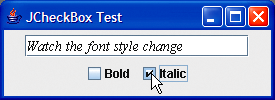 JCheckBox Test
Watch the font style change
Bold Italic